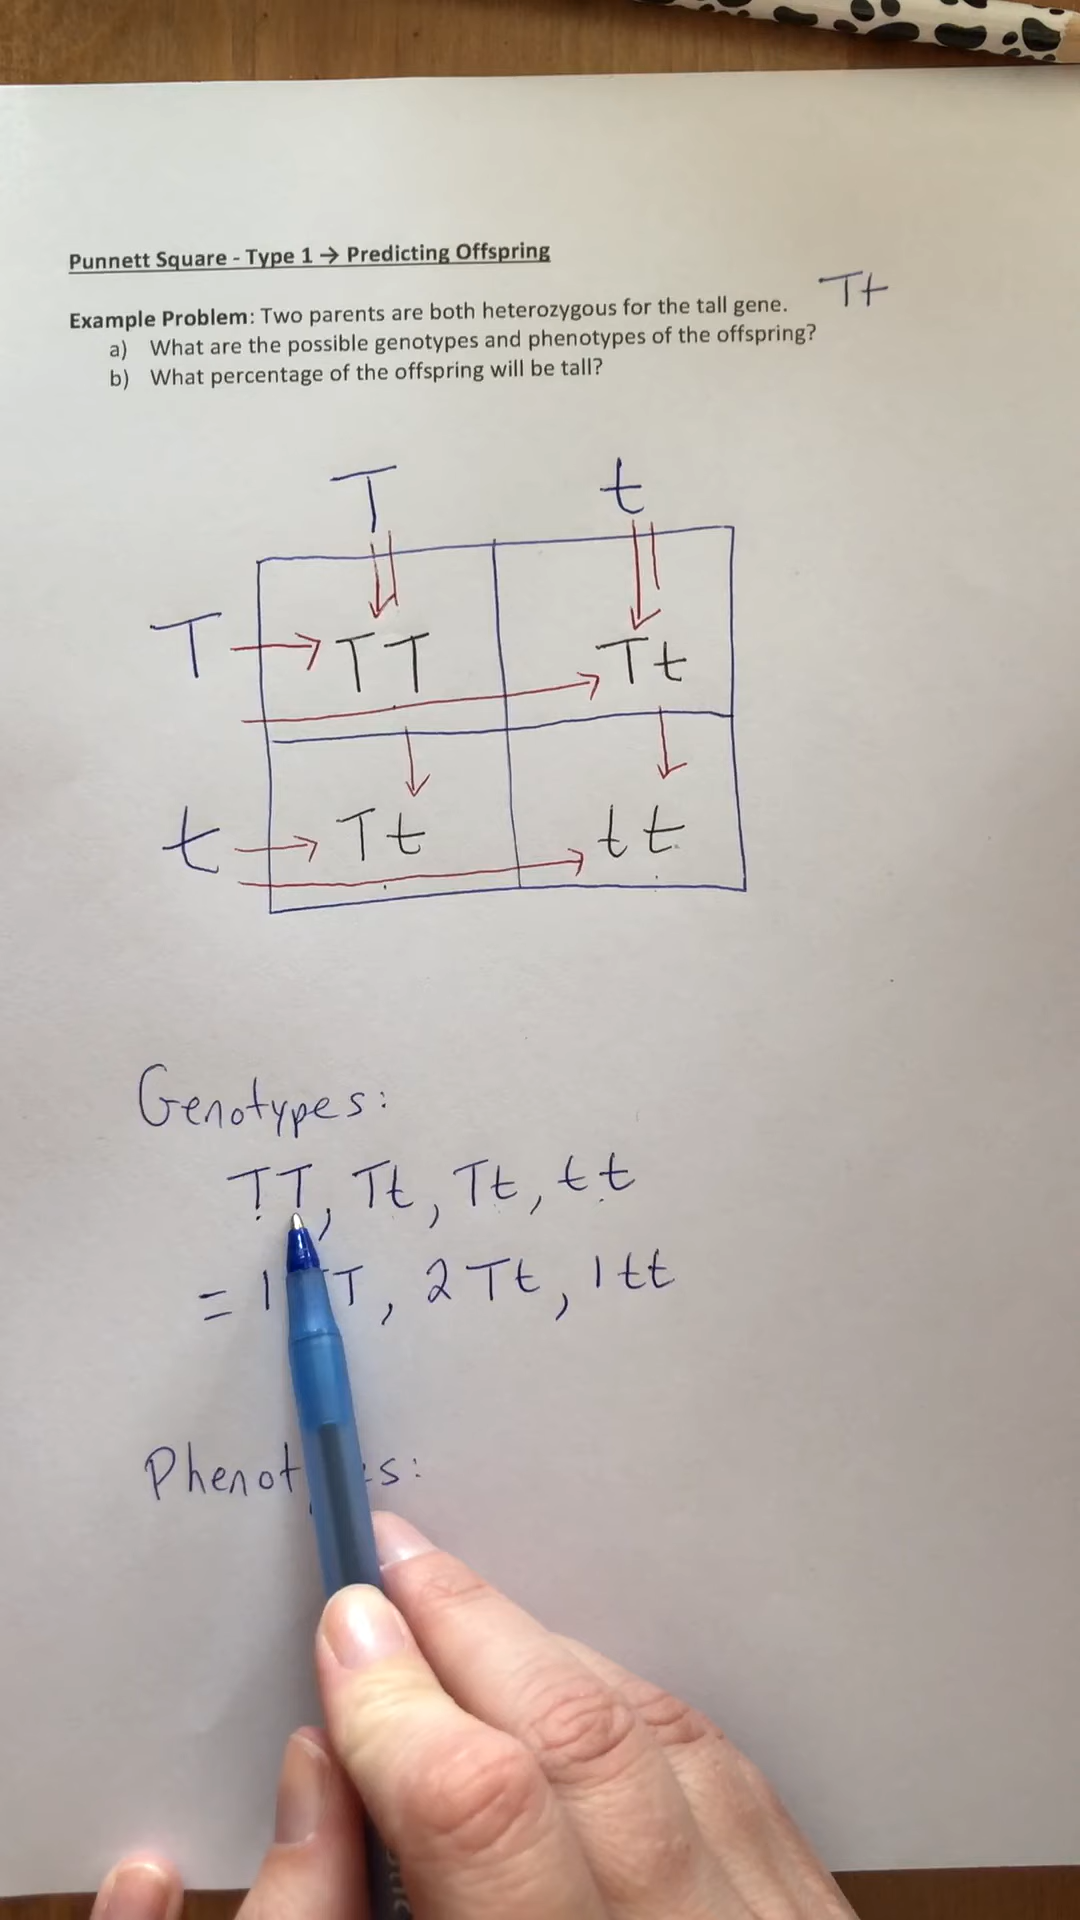 Punnett Square - Type 1 → Predicting Offspring
Example Problem: Two parents are both heterozygous for the tall gene. Tt
a) What are the possible genotypes and phenotypes of the offspring?
b) What percentage of the offspring will be tall?
T t
T TT Tt
t Tt tt
Genotypes:
TT, Tt, Tt, tt
= 1 T, 2 Tt, 1 tt